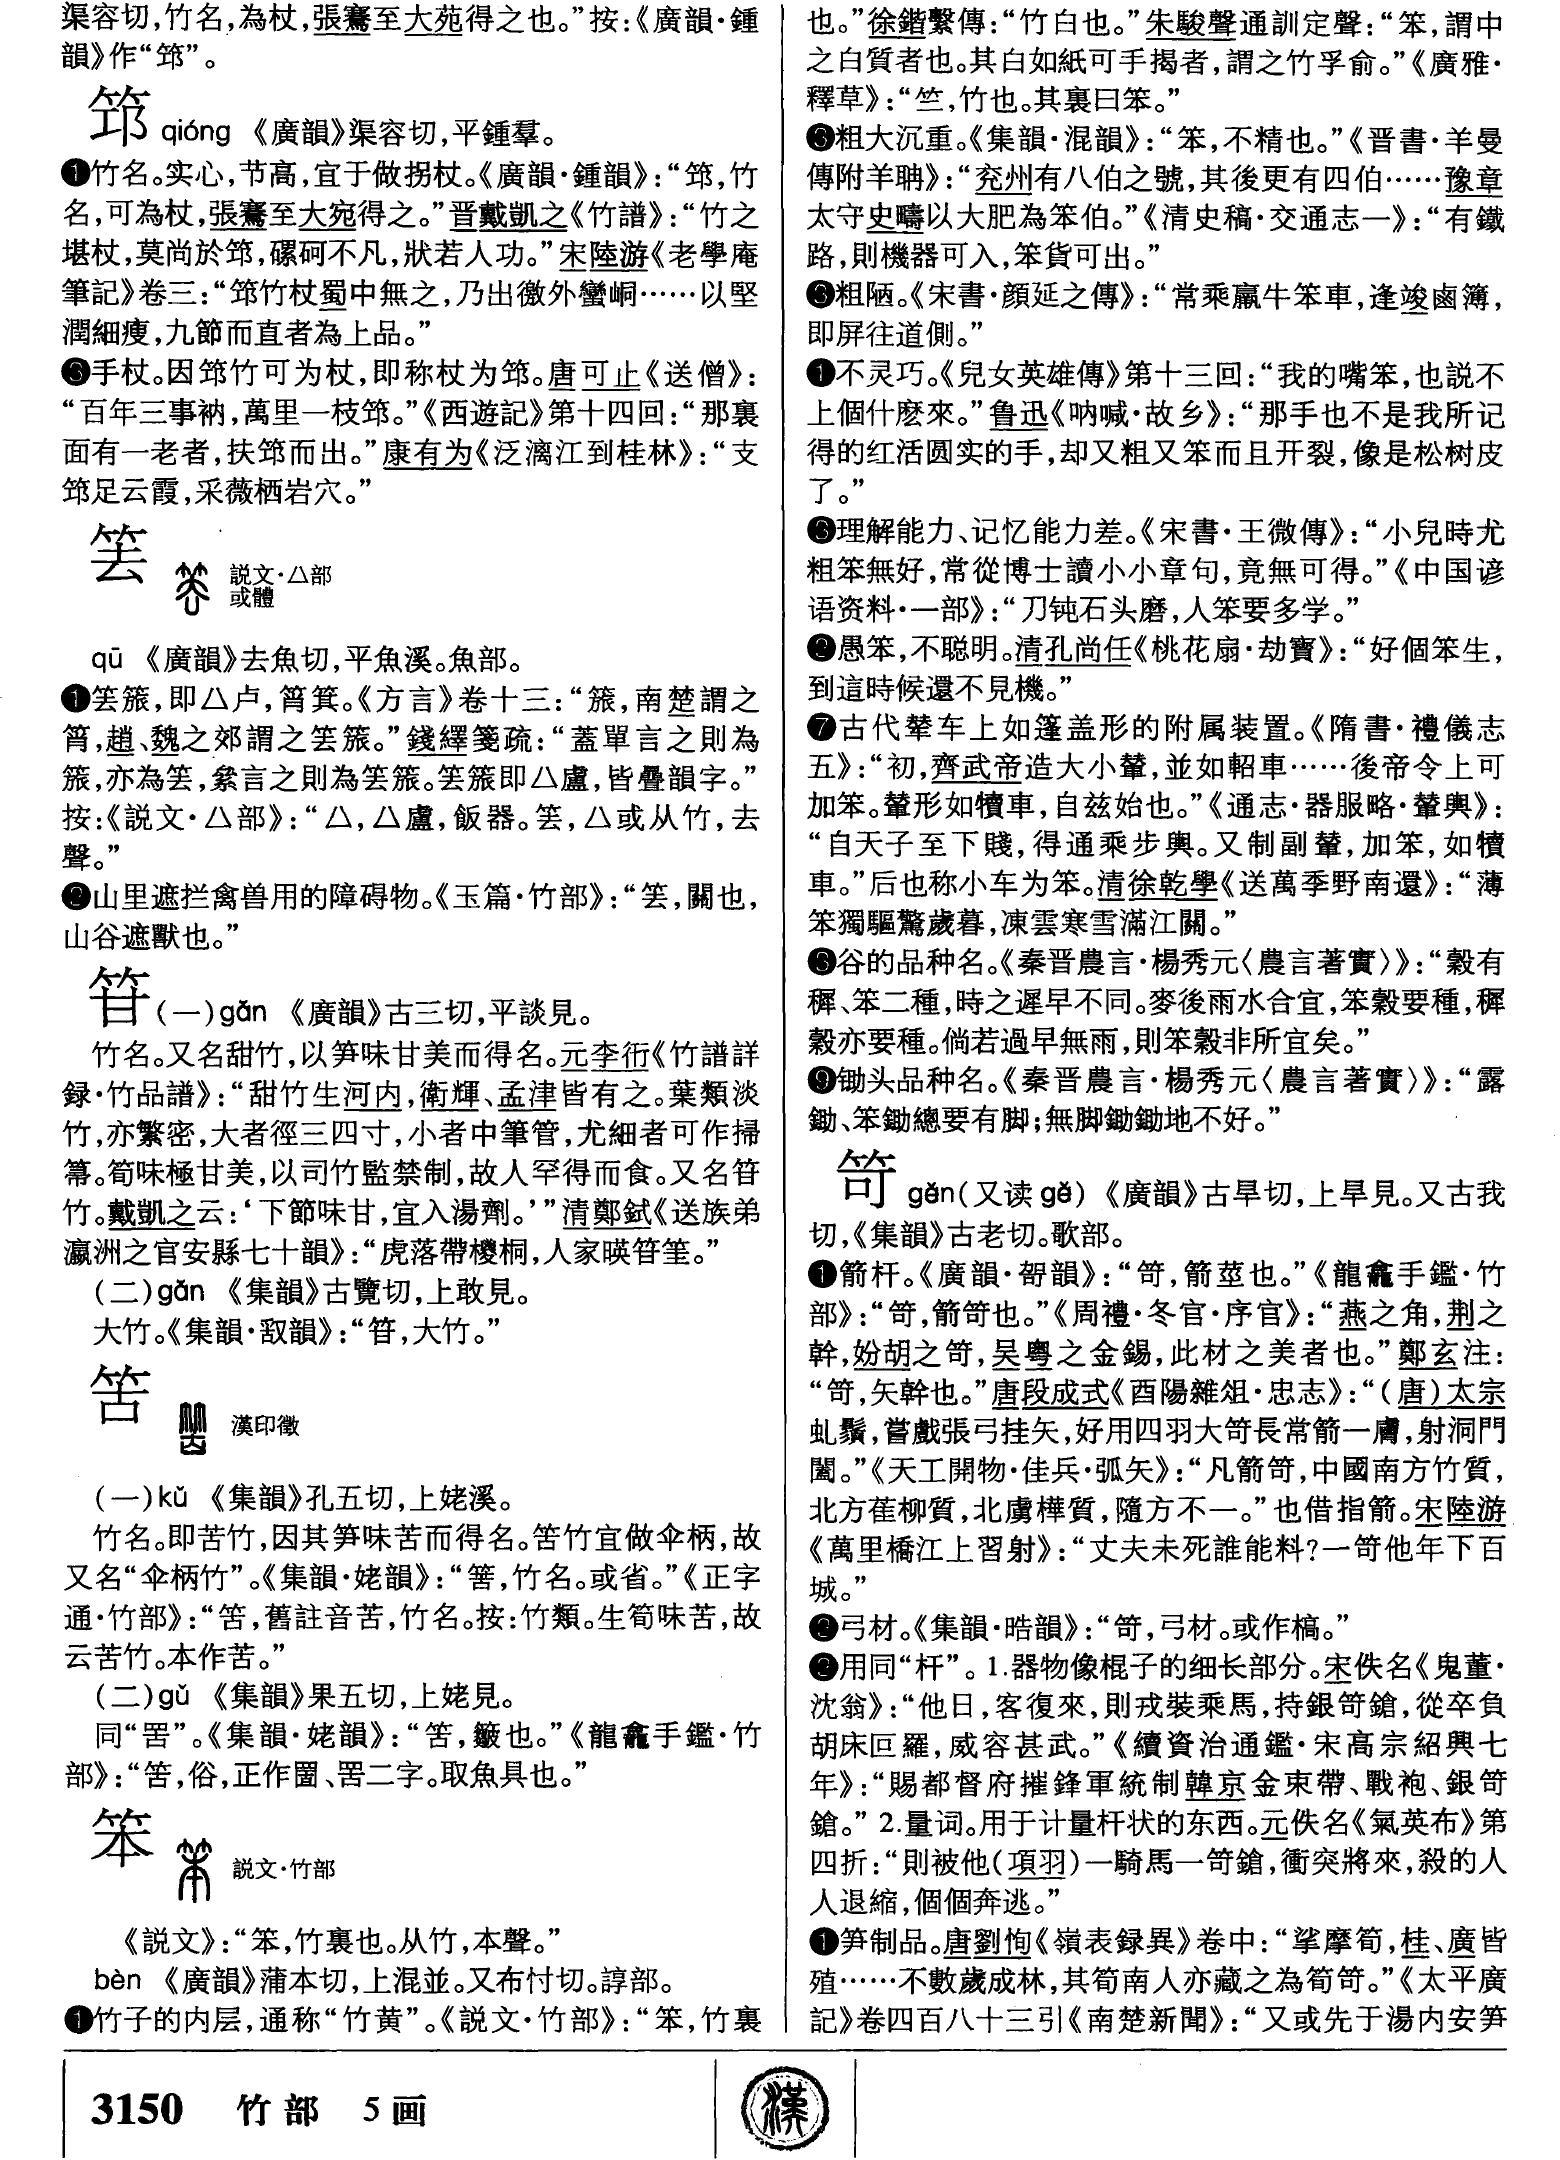 渠容切,竹名,為杖,張騫至大苑得之也。”按:《廣韻·鍾
韻》作“筇”。
筇 qióng 《廣韻》渠容切,平鍾羣。
❶竹名。实心,节高,宜于做拐杖。《廣韻·鍾韻》:“筇,竹
名,可為杖,張騫至大宛得之。”晋戴凱之《竹譜》:“竹之
堪杖,莫尚於筇,磥砢不凡,狀若人功。”宋陸游《老學庵
筆記》卷三:“筇竹杖蜀中無之,乃出徼外蠻峒……以堅
潤細瘦,九節而直者為上品。”
❷手杖。因筇竹可为杖,即称杖为筇。唐可止《送僧》:
“百年三事衲,萬里一枝筇。”《西遊記》第十四回:“那裏
面有一老者,扶筇而出。”康有为《泛漓江到桂林》:“支
筇足云霞,采薇栖岩穴。”
筶 説文·𠙴部
或體
qū 《廣韻》去魚切,平魚溪。魚部。
❶筶箊,即𠙴卢,筲箕。《方言》卷十三:“箊,南楚謂之
筲,趙、魏之郊謂之筶箊。”錢繹箋疏:“蓋單言之則為
箊,亦為筶,絫言之則為筶箊。筶箊即𠙴盧,皆疊韻字。”
按:《説文·𠙴部》:“𠙴,𠙴盧,飯器。筶,𠙴或从竹,去
聲。”
❷山里遮拦禽兽用的障碍物。《玉篇·竹部》:“筶,闗也,
山谷遮獸也。”
笴 (一)gān 《廣韻》古三切,平談見。
竹名。又名甜竹,以笋味甘美而得名。元李衎《竹譜詳
録·竹品譜》:“甜竹生河内,衛輝、孟津皆有之。葉類淡
竹,亦繁密,大者徑三四寸,小者中筆管,尤細者可作掃
箒。筍味極甘美,以司竹監禁制,故人罕得而食。又名䇞
竹。戴凱之云:‘下節味甘,宜入湯劑。’”清鄭鉽《送族弟
瀛洲之官安縣七十韻》:“虎落帶椶桐,人家暎䇞筀。”
(二)gǎn 《集韻》古覽切,上敢見。
大竹。《集韻·敢韻》:“䇞,大竹。”
䇢 漢印徵
(一)kǔ 《集韻》孔五切,上姥溪。
竹名。即苦竹,因其笋味苦而得名。笘竹宜做伞柄,故
又名“伞柄竹”。《集韻·姥韻》:“箁,竹名。或省。”《正字
通·竹部》:“䇢,舊註音苦,竹名。按:竹類。生筍味苦,故
云苦竹。本作苦。”
(二)gǔ 《集韻》果五切,上姥見。
同“罟”。《集韻·姥韻》:“䇢,籢也。”《龍龕手鑑·竹
部》:“䇢,俗,正作𦊙、罟二字。取魚具也。”
笨 説文·竹部
《説文》:“笨,竹裏也。从竹,本聲。”
bèn 《廣韻》蒲本切,上混並。又布忖切。諄部。
❶竹子的内层,通称“竹黄”。《説文·竹部》:“笨,竹裏
也。”徐鍇繫傳:“竹白也。”朱駿聲通訓定聲:“笨,謂中
之白質者也。其白如紙可手揭者,謂之竹孚俞。”《廣雅·
釋草》:“竺,竹也。其裏曰笨。”
❷粗大沉重。《集韻·混韻》:“笨,不精也。”《晋書·羊曼
傳附羊聃》:“兖州有八伯之號,其後更有四伯……豫章
太守史疇以大肥為笨伯。”《清史稿·交通志一》:“有鐵
路,則機器可入,笨貨可出。”
❸粗陋。《宋書·顔延之傳》:“常乘羸牛笨車,逢竣鹵簿,
即屏往道側。”
❹不灵巧。《兒女英雄傳》第十三回:“我的嘴笨,也説不
上個什麽來。”鲁迅《呐喊·故乡》:“那手也不是我所记
得的红活圆实的手,却又粗又笨而且开裂,像是松树皮
了。”
❺理解能力、记忆能力差。《宋書·王微傳》:“小兒時尤
粗笨無好,常從博士讀小小章句,竟無可得。”《中国谚
语资料·一部》:“刀钝石头磨,人笨要多学。”
❻愚笨,不聪明。清孔尚任《桃花扇·劫寶》:“好個笨生,
到這時候還不見機。”
❼古代辇车上如篷盖形的附属装置。《隋書·禮儀志
五》:“初,齊武帝造大小輦,並如軺車……後帝令上可
加笨。輦形如犢車,自兹始也。”《通志·器服略·輦輿》:
“自天子至下賤,得通乘步輿。又制副輦,加笨,如犢
車。”后也称小车为笨。清徐乾學《送萬季野南還》:“薄
笨獨驅驚歲暮,凍雲寒雪滿江關。”
❽谷的品种名。《秦晋農言·楊秀元〈農言著實〉》:“穀有
稺、笨二種,時之遲早不同。麥後雨水合宜,笨穀要種,稺
穀亦要種。倘若過早無雨,則笨穀非所宜矣。”
❾锄头品种名。《秦晋農言·楊秀元〈農言著實〉》:“露
鋤、笨鋤總要有脚;無脚鋤鋤地不好。”
笴 gǎn(又读gě) 《廣韻》古旱切,上旱見。又古我
切,《集韻》古老切。歌部。
❶箭杆。《廣韻·哿韻》:“笴,箭莖也。”《龍龕手鑑·竹
部》:“笴,箭笴也。”《周禮·冬官·序官》:“燕之角,荆之
幹,妢胡之笴,吴粤之金錫,此材之美者也。”鄭玄注:
“笴,矢幹也。”唐段成式《酉陽雜俎·忠志》:“(唐)太宗
虬鬚,嘗戲張弓挂矢,好用四羽大笴長常箭一膚,射洞門
闔。”《天工開物·佳兵·弧矢》:“凡箭笴,中國南方竹質,
北方萑柳質,北虜樺質,隨方不一。”也借指箭。宋陸游
《萬里橋江上習射》:“丈夫未死誰能料?一笴他年下百
城。”
❷弓材。《集韻·晧韻》:“笴,弓材。或作槁。”
❸用同“杆”。1.器物像棍子的细长部分。宋佚名《鬼董·
沈翁》:“他日,客復來,則戎裝乘馬,持銀笴鎗,從卒負
胡床叵羅,威容甚武。”《續資治通鑑·宋高宗紹興七
年》:“賜都督府摧鋒軍統制韓京金束帶、戰袍、銀笴
鎗。” 2.量词。用于计量杆状的东西。元佚名《氣英布》第
四折:“則被他(項羽)一騎馬一笴鎗,衝突將來,殺的人
人退縮,個個奔逃。”
❹笋制品。唐劉恂《嶺表録異》卷中:“挲摩筍,桂、廣皆
殖……不數歲成林,其筍南人亦藏之為筍笴。”《太平廣
記》卷四百八十三引《南楚新聞》:“又或先于湯内安笋
3150 竹部 5画
漢